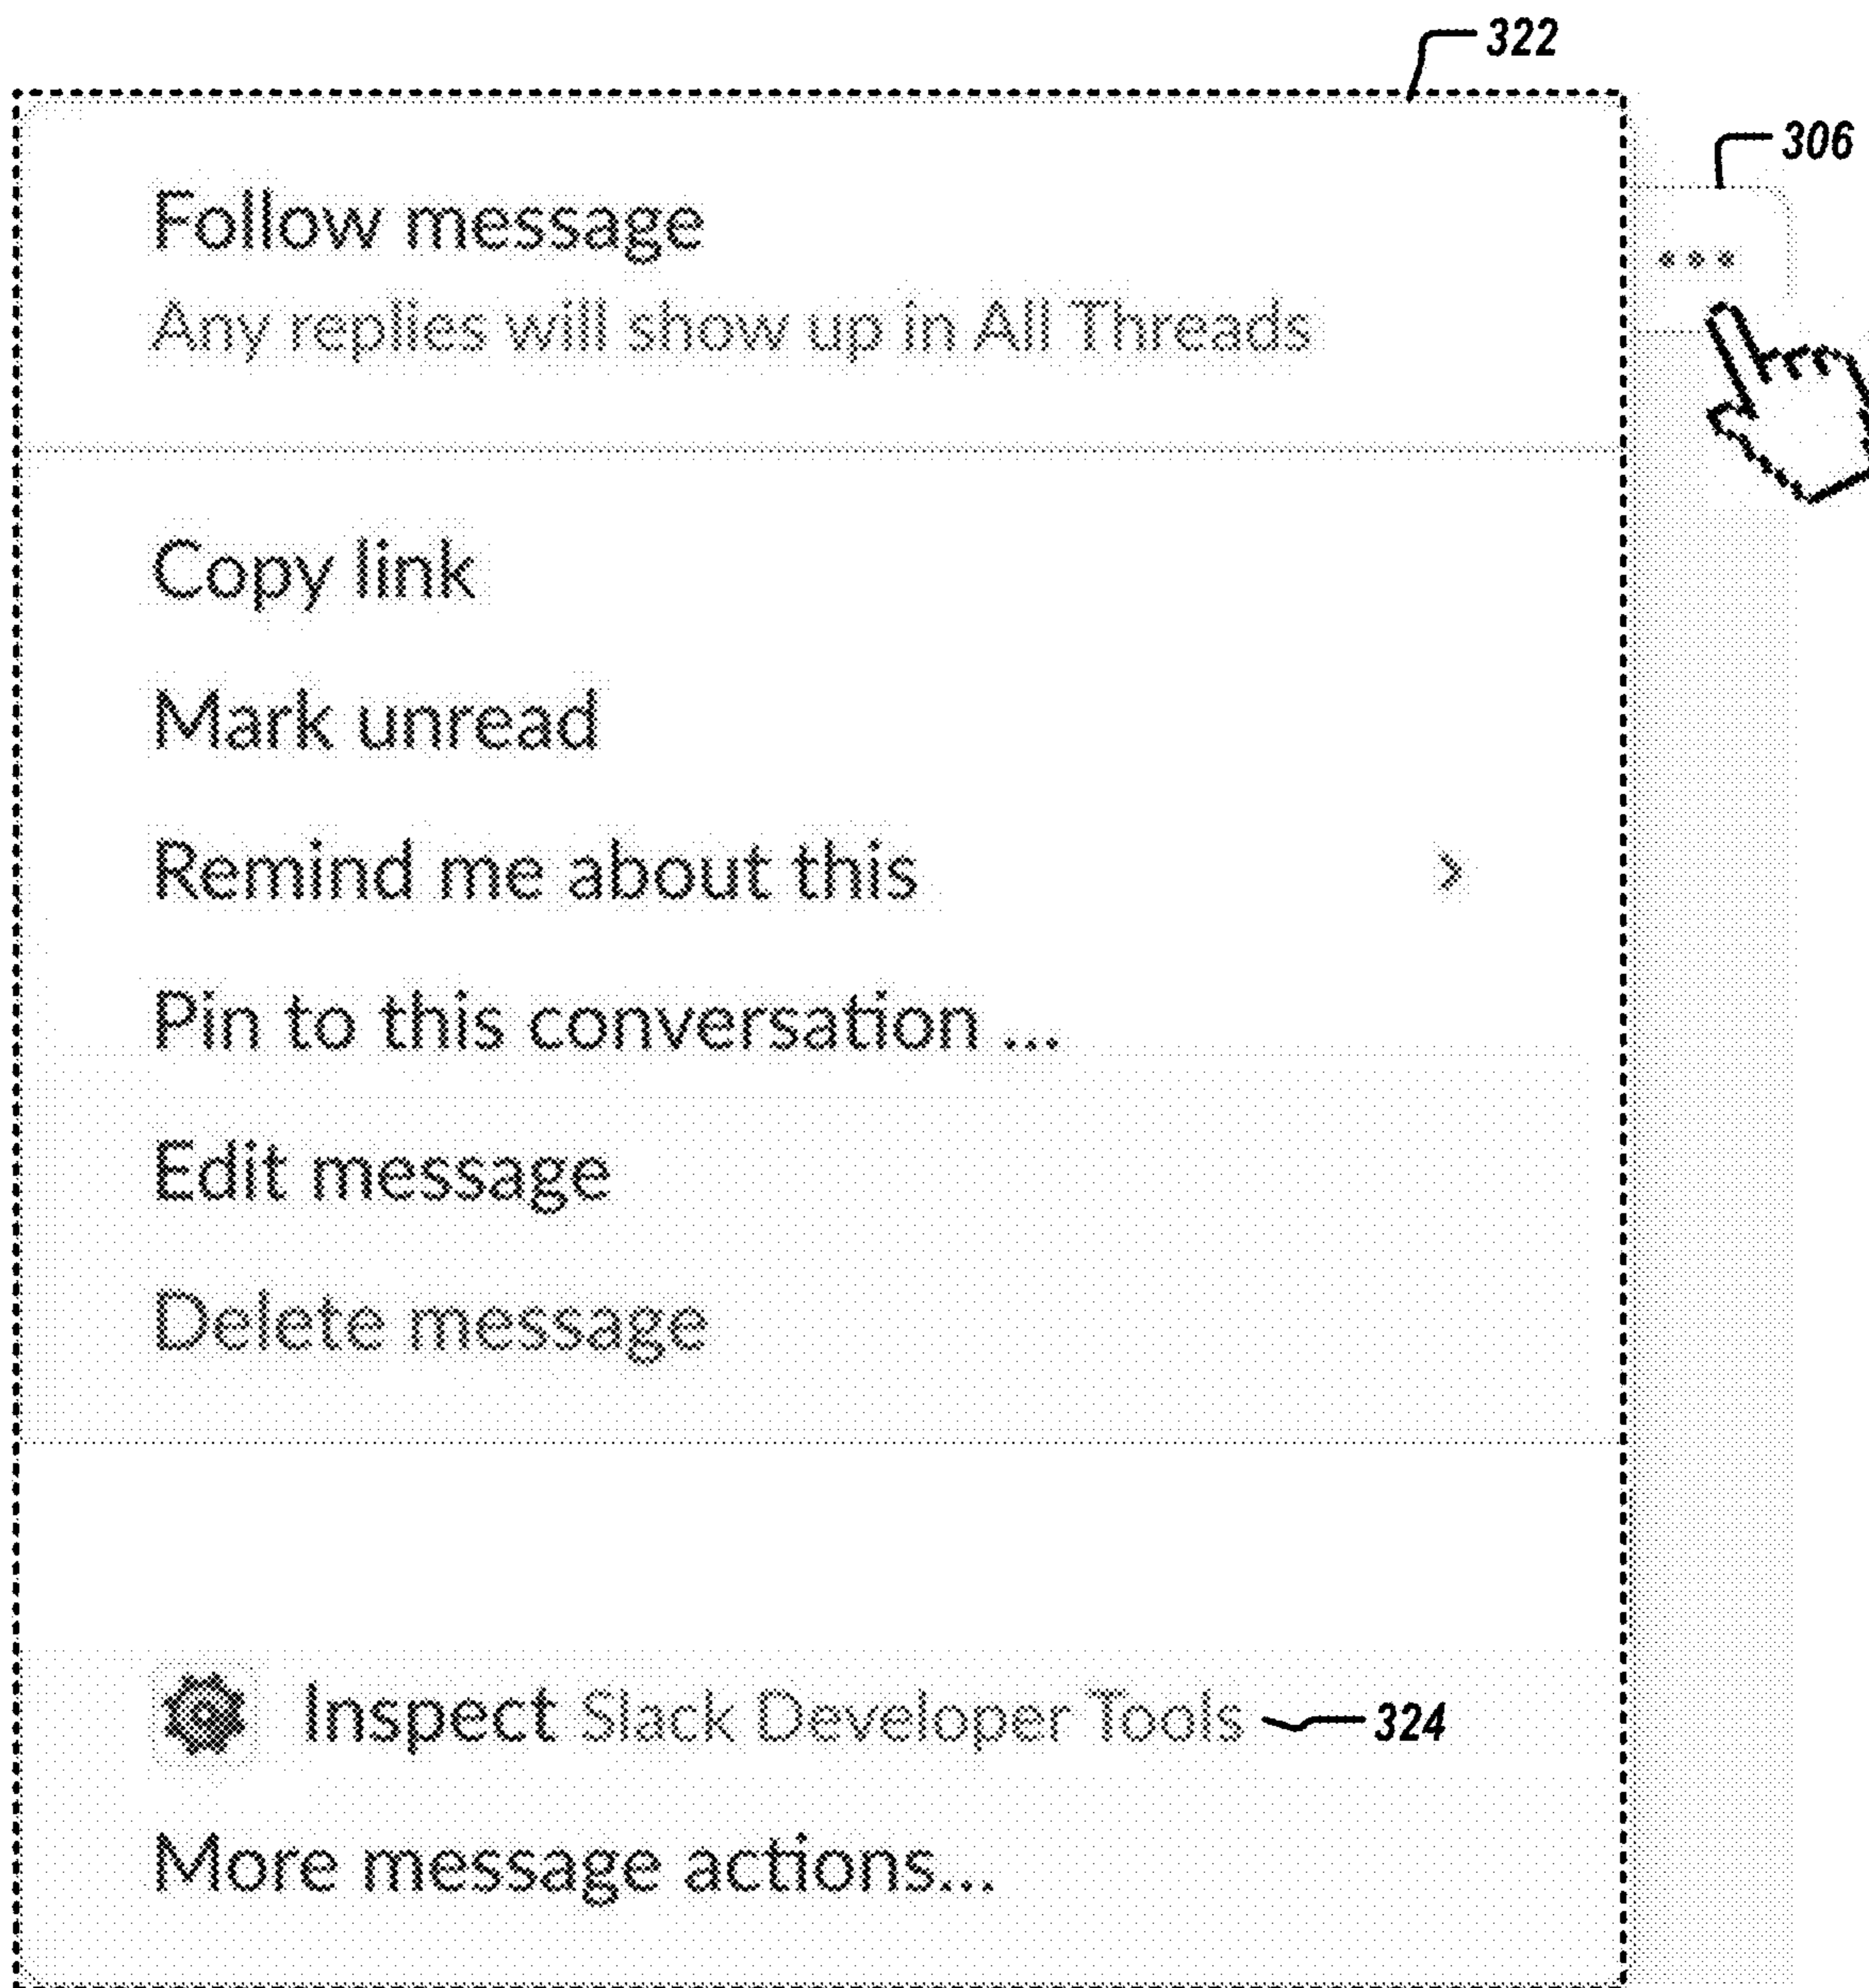 322
306
...
Follow message
Any replies will show up in All Threads
Copy link
Mark unread
Remind me about this >
Pin to this conversation ...
Edit message
Delete message
Inspect Slack Developer Tools 324
More message actions...